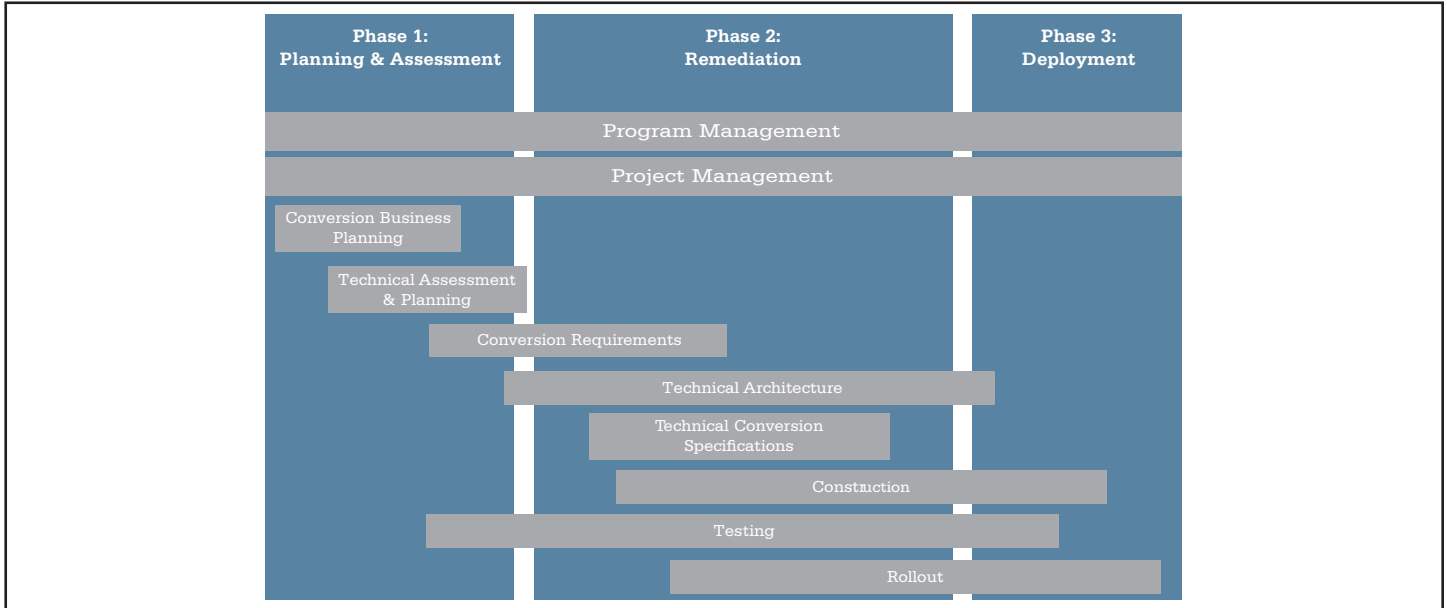 Phase 1:
Planning & Assessment
Phase 2:
Remediation
Phase 3:
Deployment
Program Management
Project Management
Conversion Business
Planning
Technical Assessment
& Planning
Conversion Requirements
Technical Architecture
Technical Conversion
Specifications
Construction
Testing
Rollout